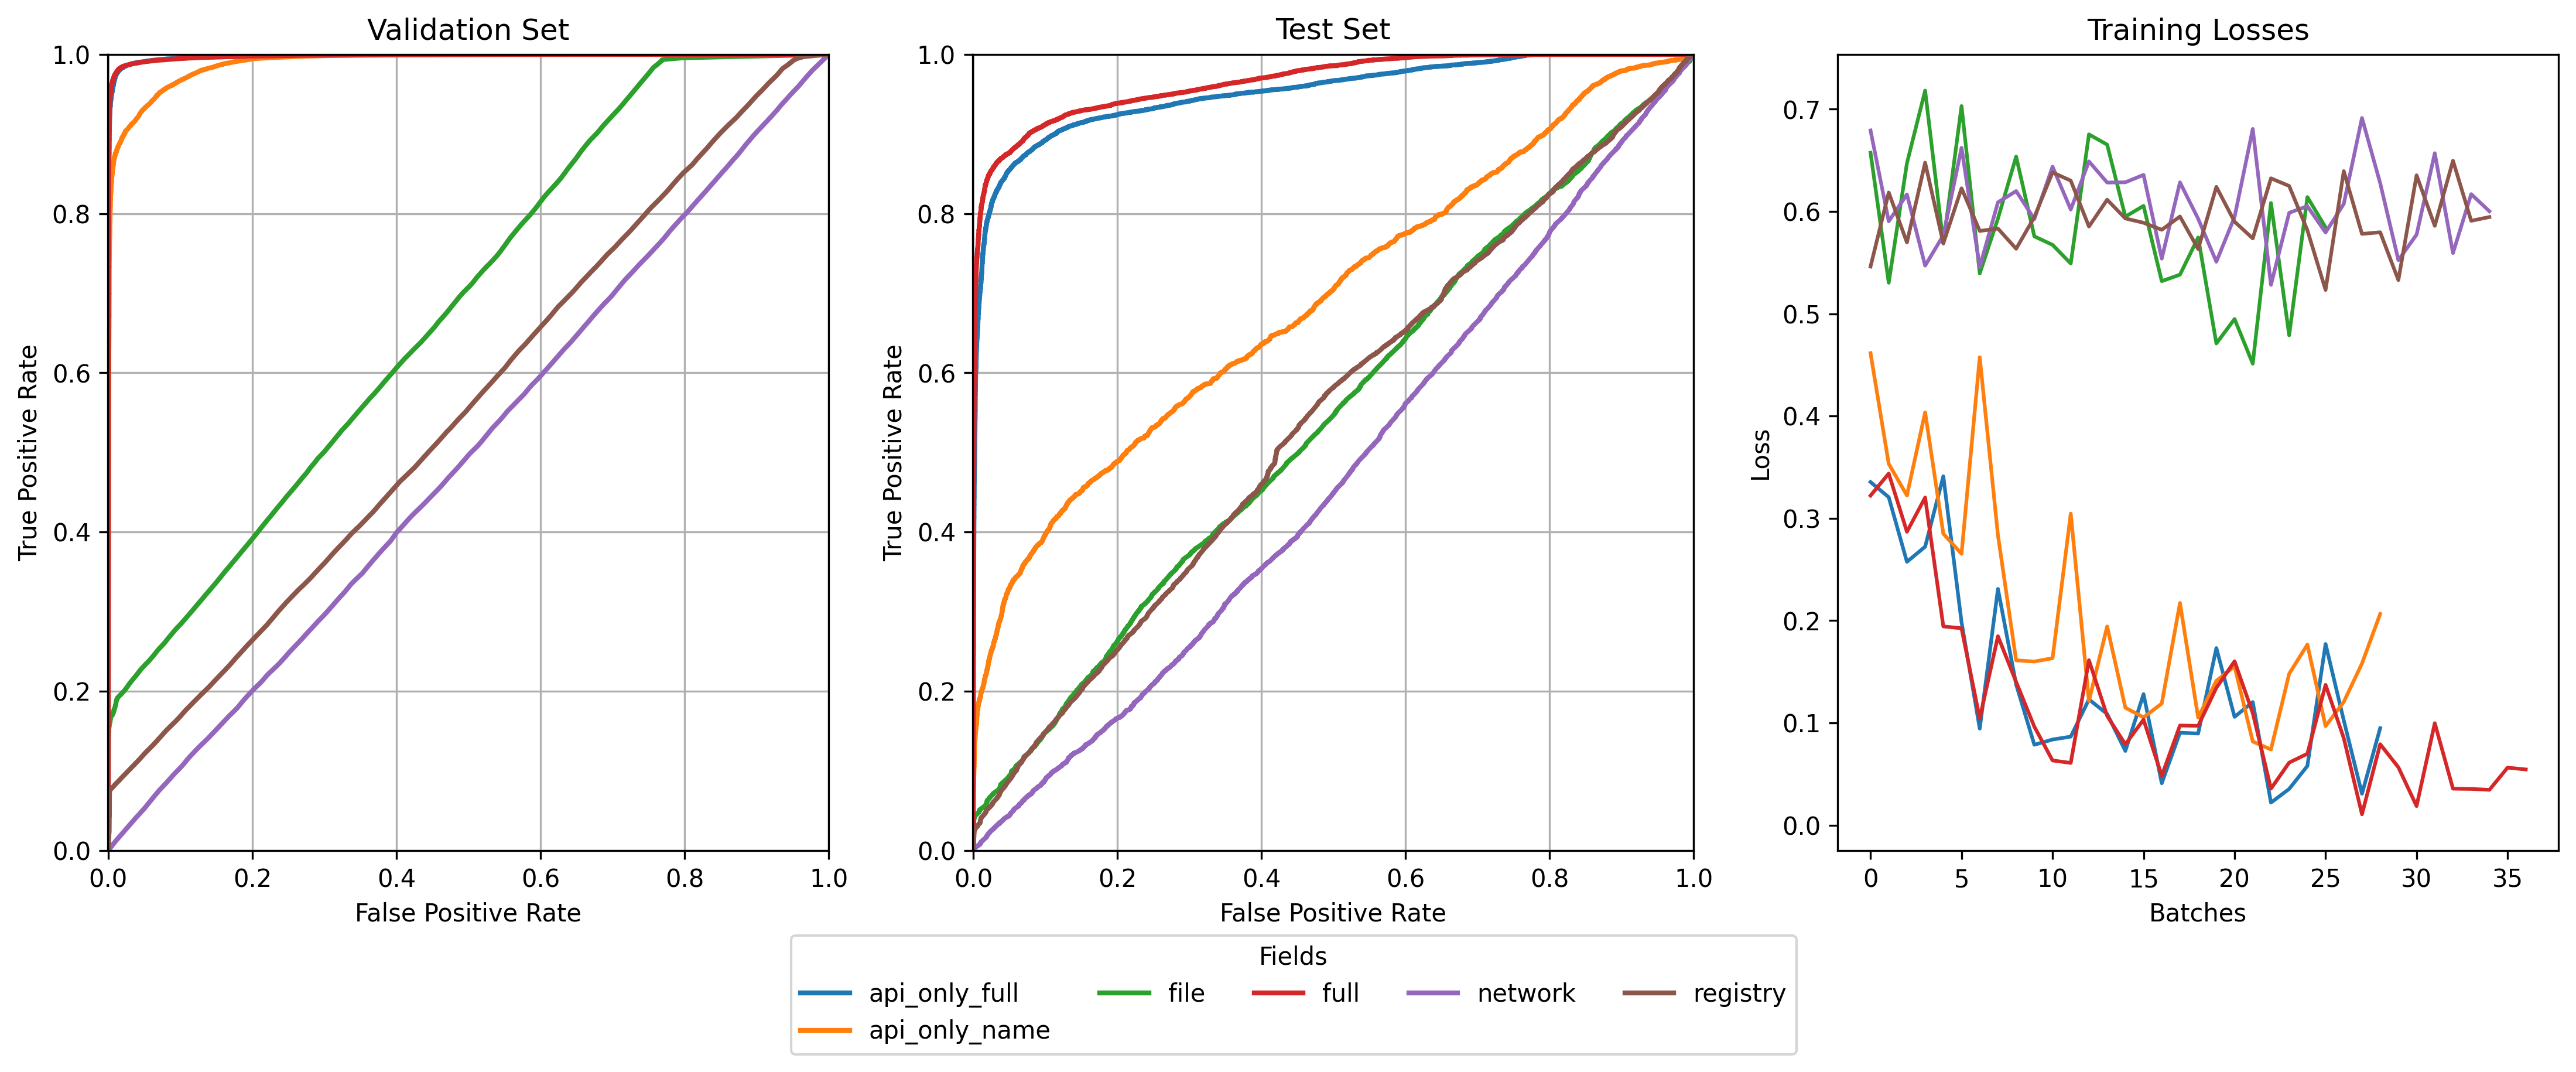 Validation Set
1.0
0.8
0.6
0.4
0.2
0.0
True Positive Rate
0.0 0.2 0.4 0.6 0.8 1.0
False Positive Rate
Test Set
1.0
0.8
0.6
0.4
0.2
0.0
True Positive Rate
0.0 0.2 0.4 0.6 0.8 1.0
False Positive Rate
Training Losses
0.7
0.6
0.5
0.4
0.3
0.2
0.1
0.0
Loss
0 5 10 15 20 25 30 35
Batches
Fields
api_only_full file full network registry
api_only_name